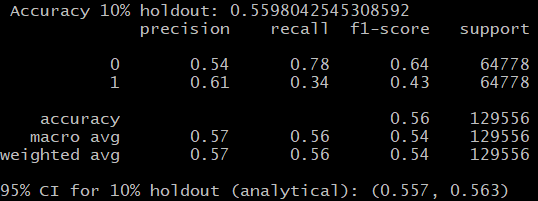 Accuracy 10% holdout: 0.5598042545308592
precision recall f1-score support
0 0.54 0.78 0.64 64778
1 0.61 0.34 0.43 64778
accuracy 0.56 129556
macro avg 0.57 0.56 0.54 129556
weighted avg 0.57 0.56 0.54 129556
95% CI for 10% holdout (analytical): (0.557, 0.563)